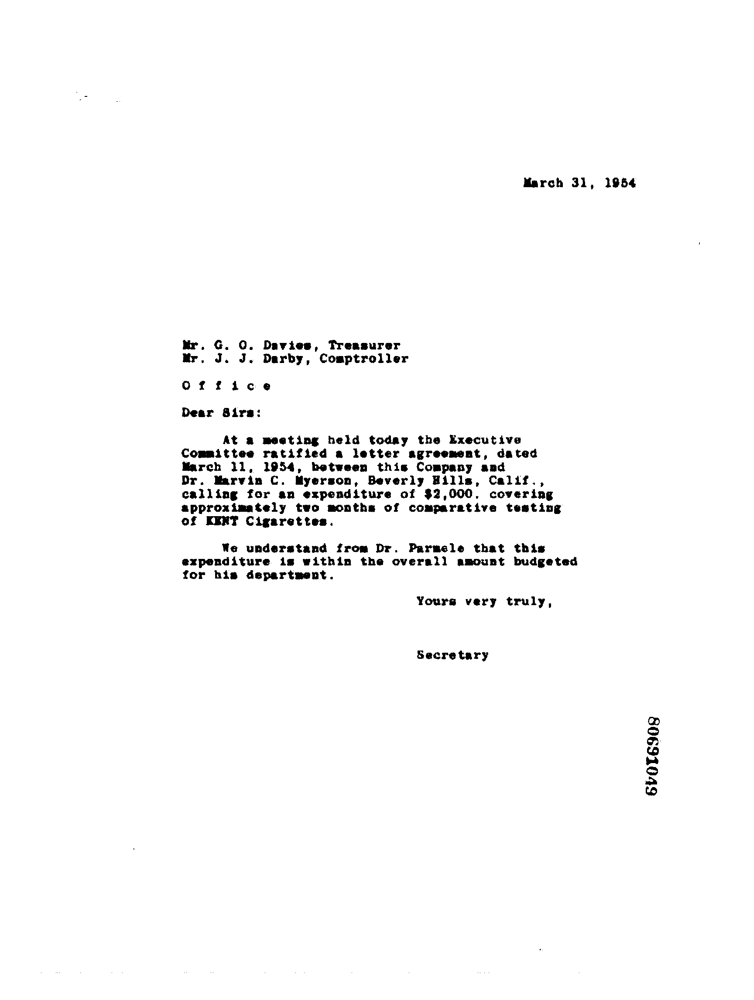 March 31, 1954
Mr. G. O. Davies, Treasurer
Mr. J. J. Darby, Comptroller
O f f i c e
Dear Sirs:
At a meeting held today the Executive
Committee ratified a letter agreement, dated
March 11, 1954, between this Company and
Dr. Marvin C. Myerson, Beverly Hills, Calif.,
calling for an expenditure of $2,000. covering
approximately two months of comparative testing
of KENT Cigarettes.
We understand from Dr. Parmele that this
expenditure is within the overall amount budgeted
for his department.
Yours very truly,
Secretary
80691049